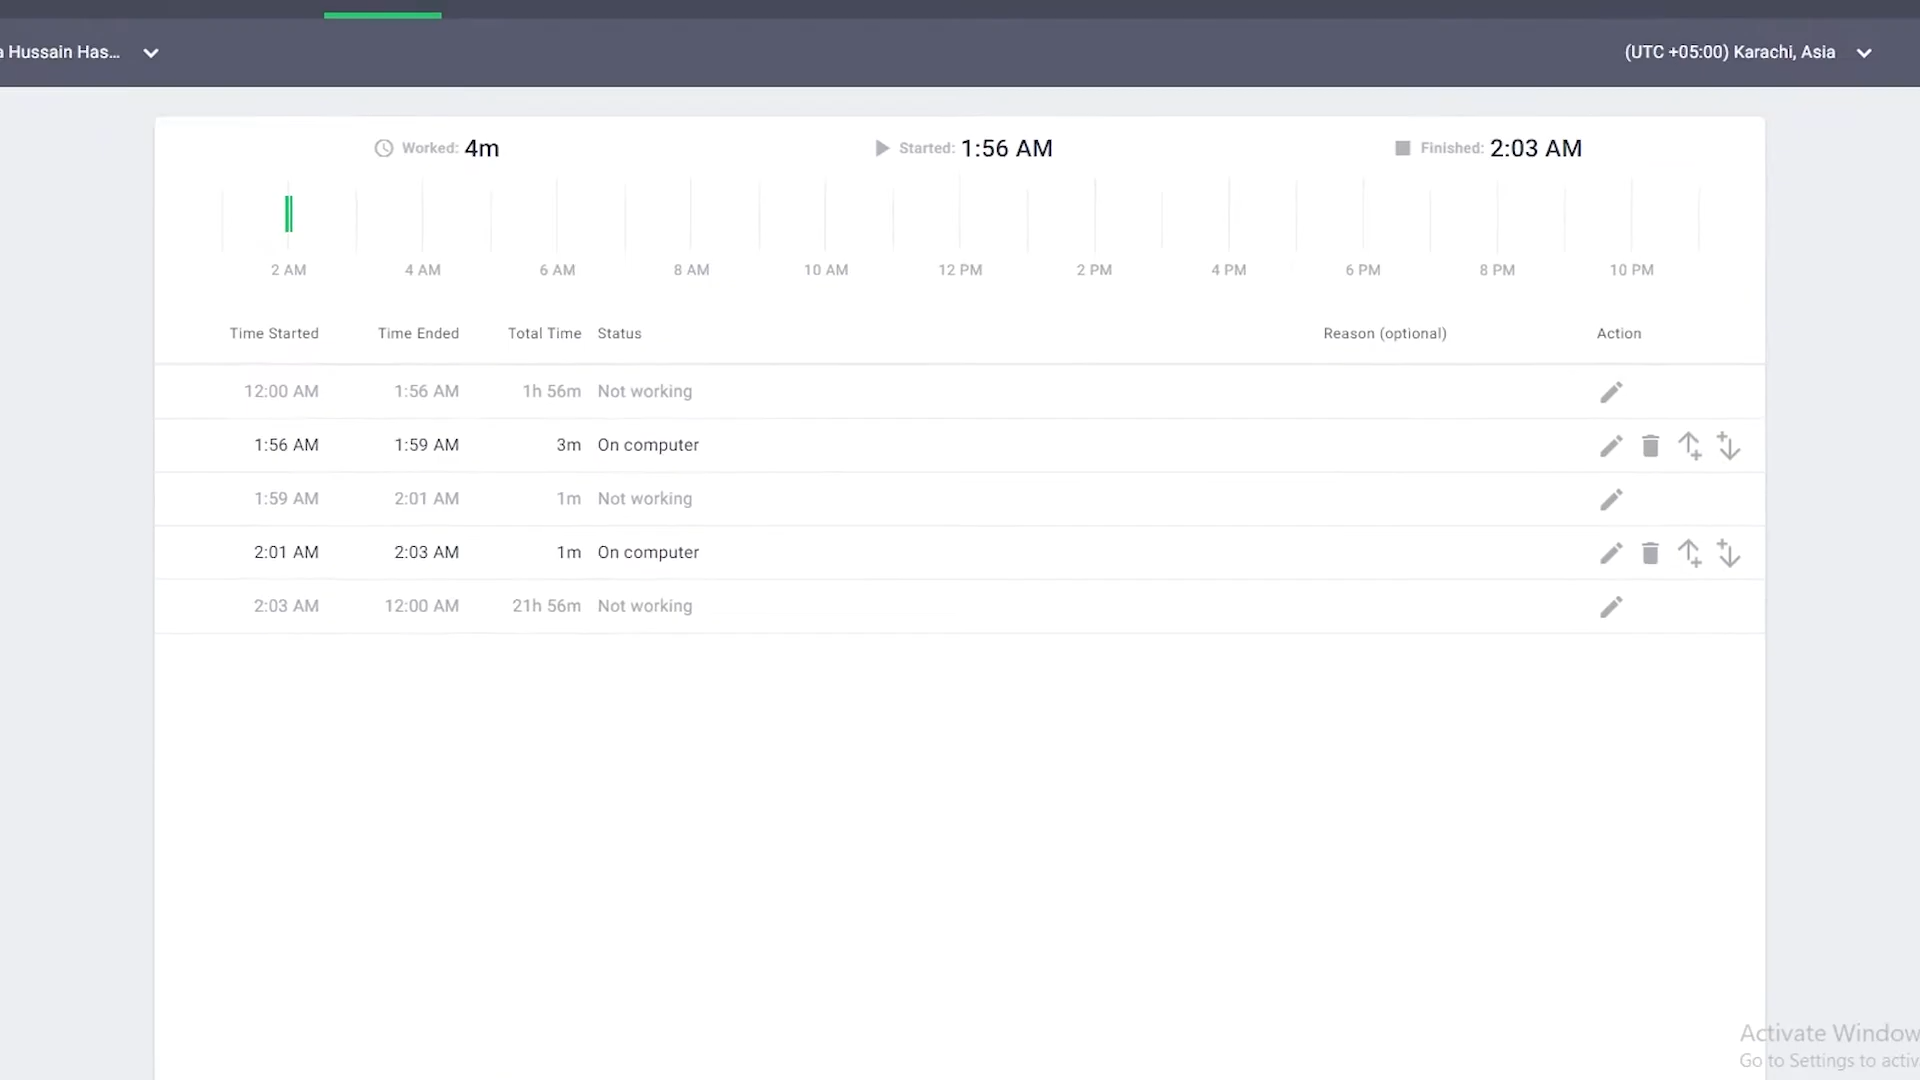 a Hussain Has...
(UTC +05:00) Karachi, Asia
Worked: 4m
Started: 1:56 AM
Finished: 2:03 AM
2 AM 4 AM 6 AM 8 AM 10 AM 12 PM 2 PM 4 PM 6 PM 8 PM 10 PM
Time Started Time Ended Total Time Status Reason (optional) Action
12:00 AM 1:56 AM 1h 56m Not working
1:56 AM 1:59 AM 3m On computer
1:59 AM 2:01 AM 1m Not working
2:01 AM 2:03 AM 1m On computer
2:03 AM 12:00 AM 21h 56m Not working
Activate Window
Go to Settings to activ